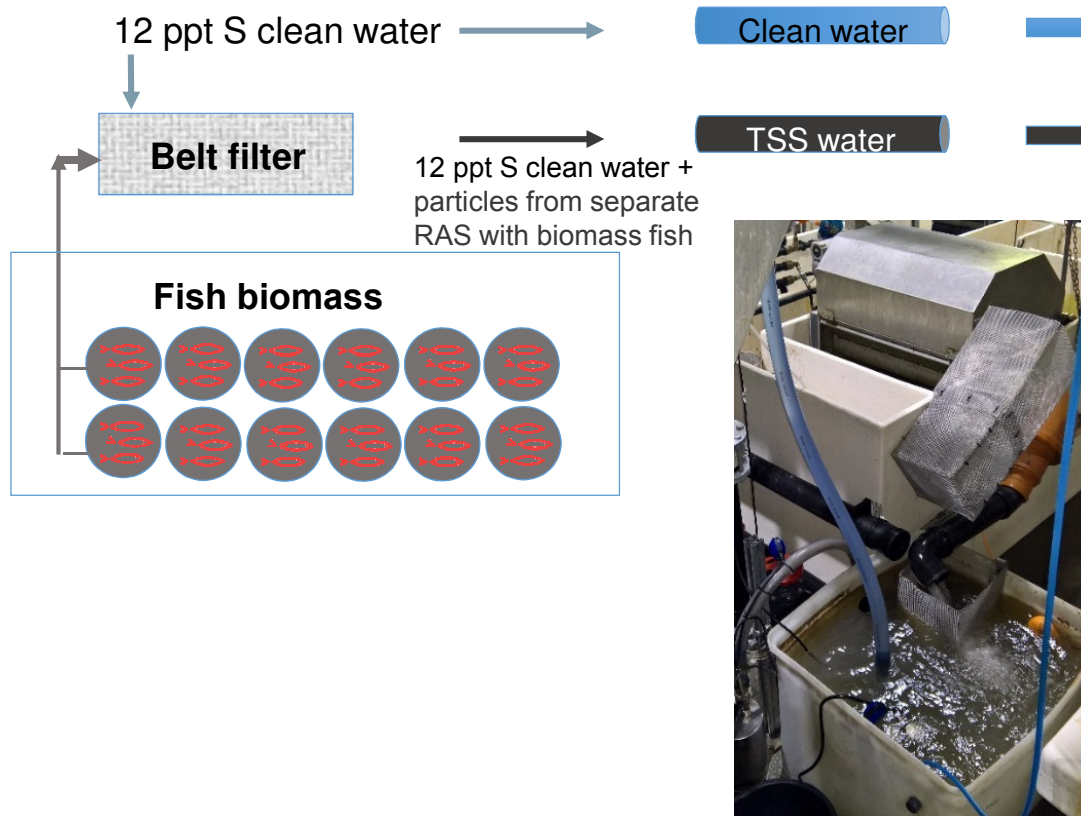 12 ppt S clean water
Clean water
Belt filter
TSS water
12 ppt S clean water +
particles from separate
RAS with biomass fish
Fish biomass